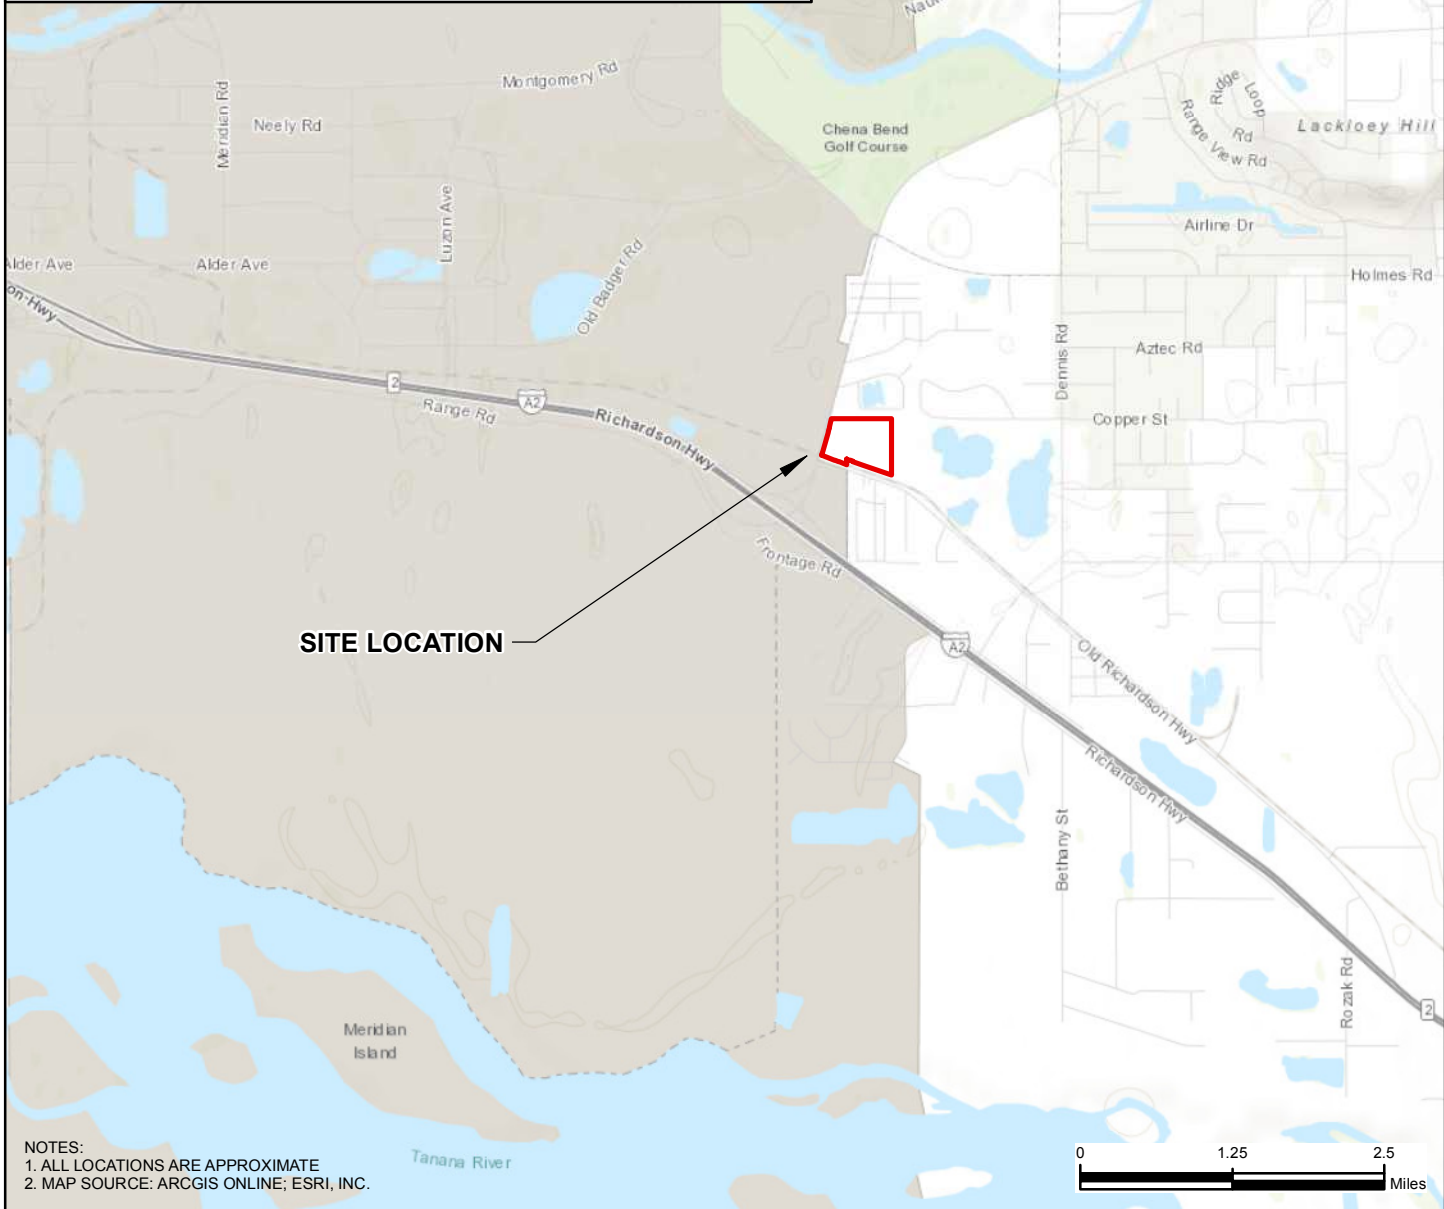 Montgomery Rd
Meridian Rd
Neely Rd
Chena Bend
Golf Course
Ridge
Loop
Rd
Range View Rd
Lackloey Hill
Luzon Ave
Airline Dr
Alder Ave
Alder Ave
Old Badger Rd
Holmes Rd
on Hwy
Dennis Rd
Aztec Rd
2
A2
Range Rd
Richardson Hwy
Copper St
Frontage Rd
SITE LOCATION
A2
Old Richardson Hwy
Richardson Hwy
Bethany St
Rozak Rd
2
Meridian
Island
Tanana River
NOTES:
1. ALL LOCATIONS ARE APPROXIMATE
2. MAP SOURCE: ARCGIS ONLINE; ESRI, INC.
0 1.25 2.5
Miles